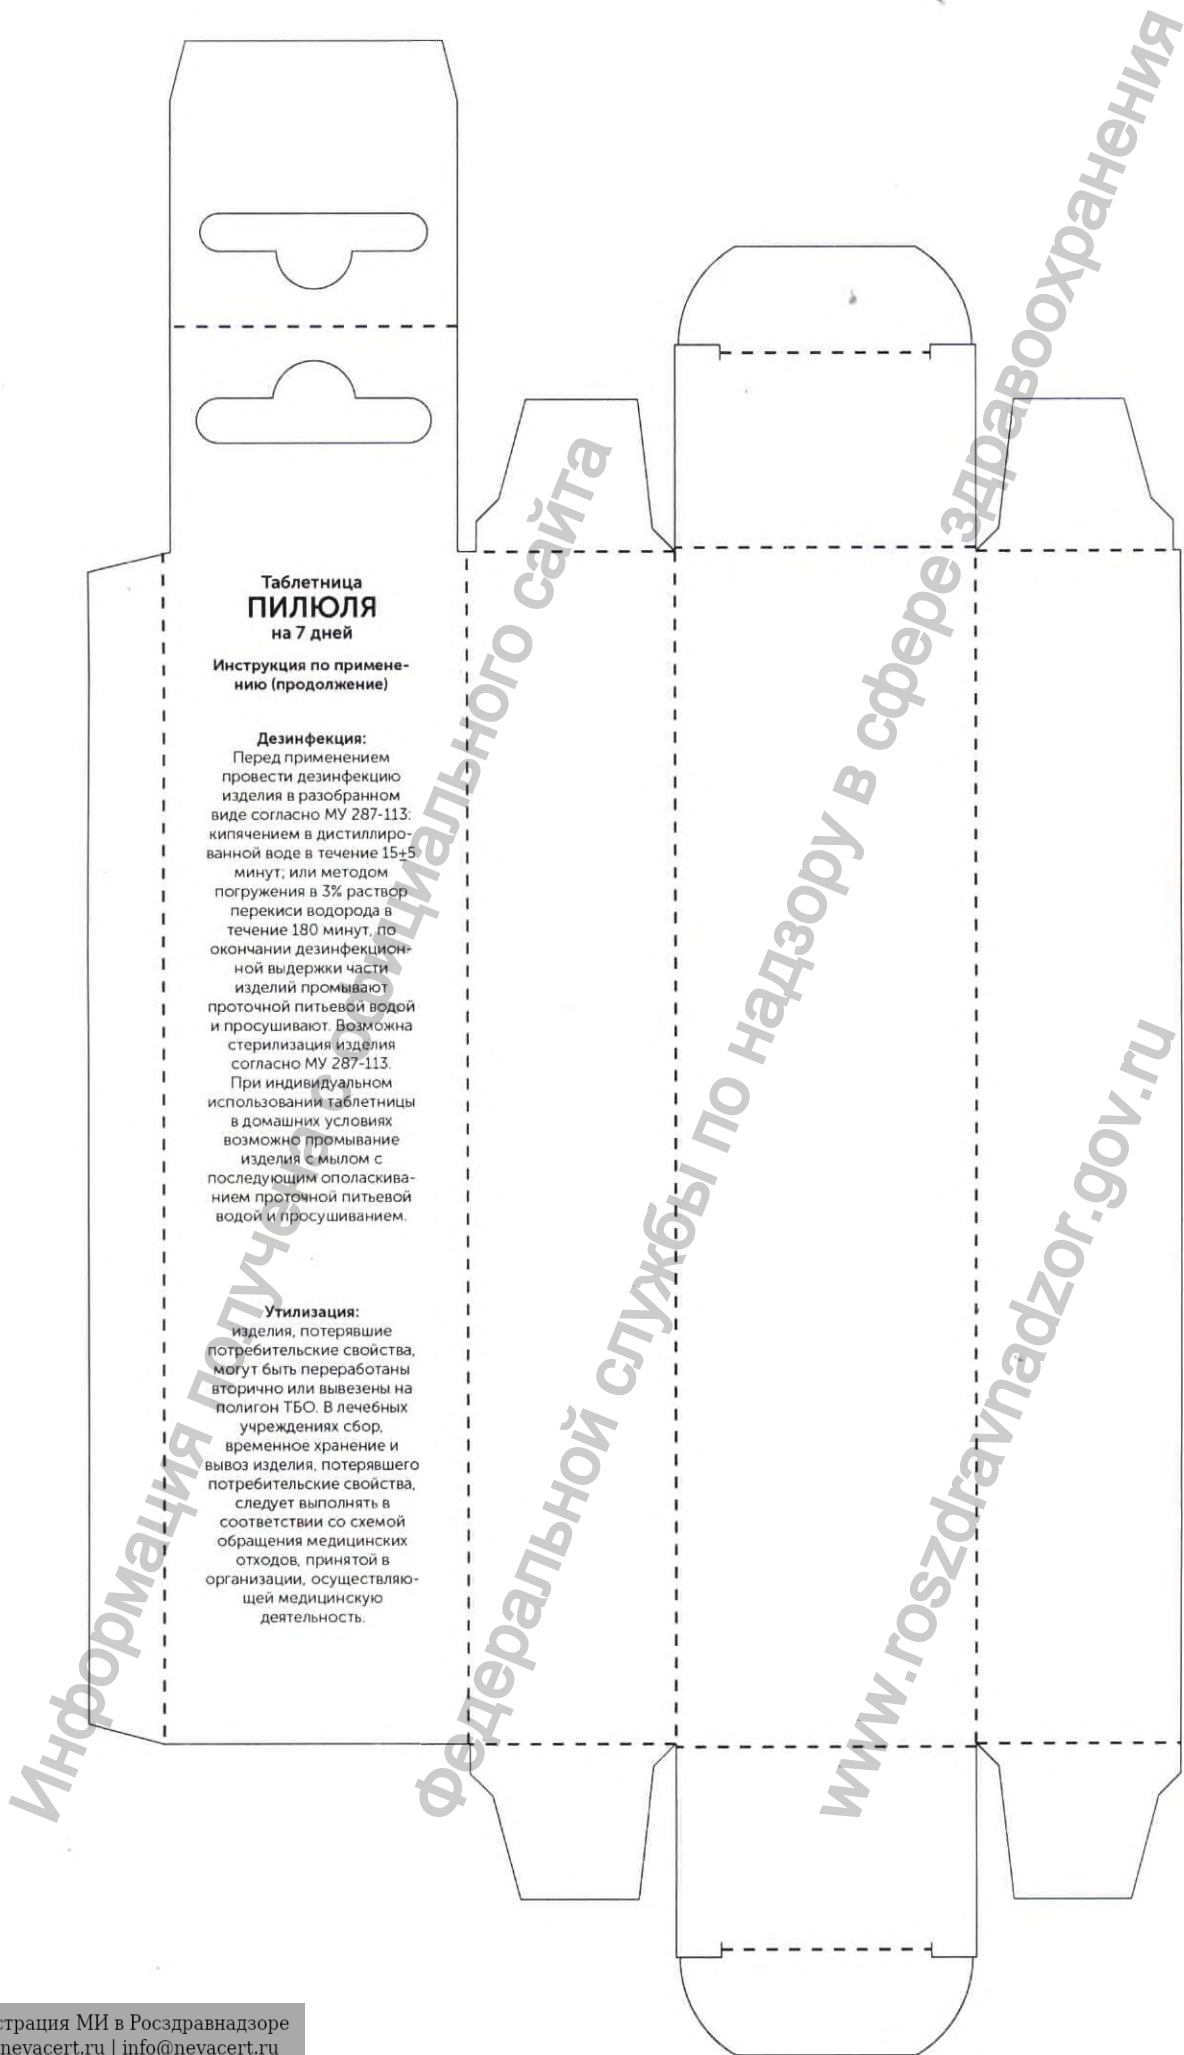 Таблетница
ПИЛЮЛЯ
на 7 дней
Инструкция по примене-
нию (продолжение)
Дезинфекция:
Перед применением
провести дезинфекцию
изделия в разобранном
виде согласно МУ 287-113:
кипячением в дистиллиро-
ванной воде в течение 15±5
минут; или методом
погружения в 3% раствор
перекиси водорода в
течение 180 минут, по
окончании дезинфекцион-
ной выдержки части
изделий промывают
проточной питьевой водой
и просушивают. Возможна
стерилизация изделия
согласно МУ 287-113.
При индивидуальном
использовании таблетницы
в домашних условиях
возможно промывание
изделия с мылом с
последующим ополаскива-
нием проточной питьевой
водой и просушиванием.
Утилизация:
изделия, потерявшие
потребительские свойства,
могут быть переработаны
вторично или вывезены на
полигон ТБО. В лечебных
учреждениях сбор,
временное хранение и
вывоз изделия, потерявшего
потребительские свойства,
следует выполнять в
соответствии со схемой
обращения медицинских
отходов, принятой в
организации, осуществляю-
щей медицинскую
деятельность.
Информация получена с официального сайта
Федеральной службы по надзору в сфере здравоохранения
www.roszdravnadzor.gov.ru
страция МИ в Росздравнадзоре
nevacert.ru | info@nevacert.ru